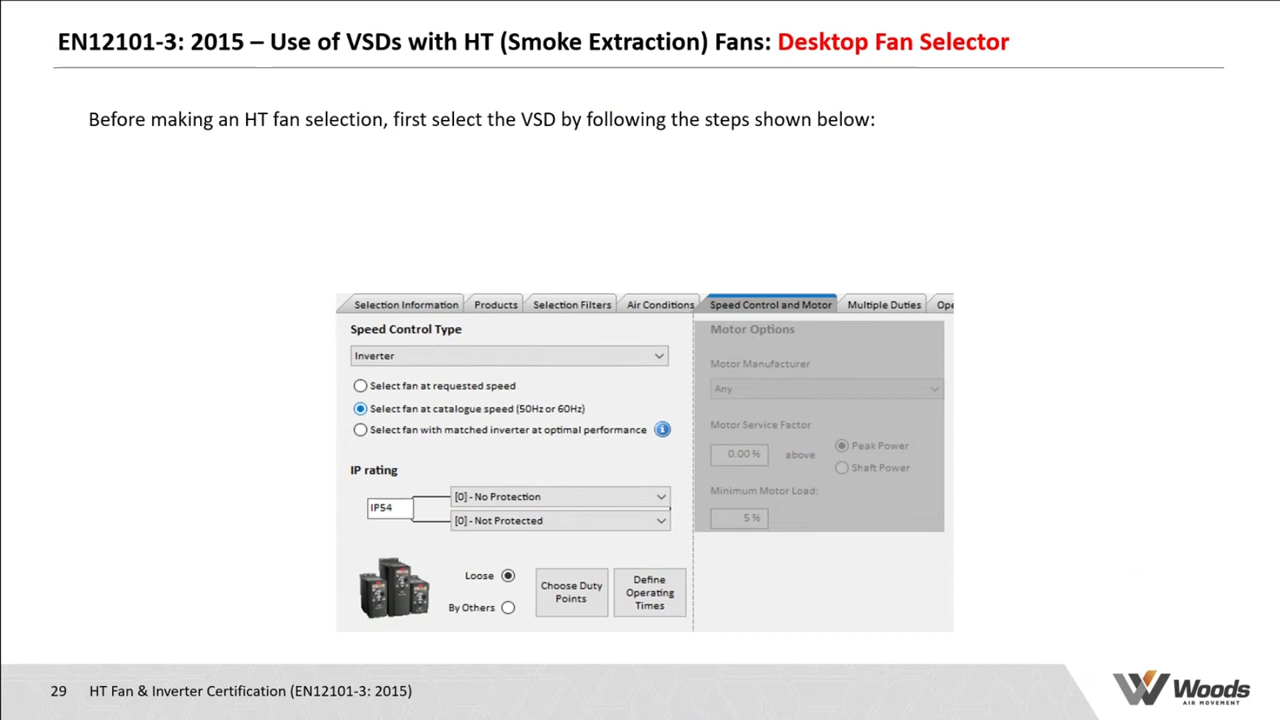 EN12101-3: 2015 – Use of VSDs with HT (Smoke Extraction) Fans: Desktop Fan Selector
Before making an HT fan selection, first select the VSD by following the steps shown below:
Selection Information Products Selection Filters Air Conditions Speed Control and Motor Multiple Duties Ope
Speed Control Type
Inverter
Select fan at requested speed
Select fan at catalogue speed (50Hz or 60Hz)
Select fan with matched inverter at optimal performance
IP rating
IP54
[0] - No Protection
[0] - Not Protected
Loose
By Others
Choose Duty
Points
Define
Operating
Times
Motor Options
Motor Manufacturer
Any
Motor Service Factor
0.00 % above
Peak Power
Shaft Power
Minimum Motor Load:
5 %
29 HT Fan & Inverter Certification (EN12101-3: 2015)
Woods
AIR MOVEMENT